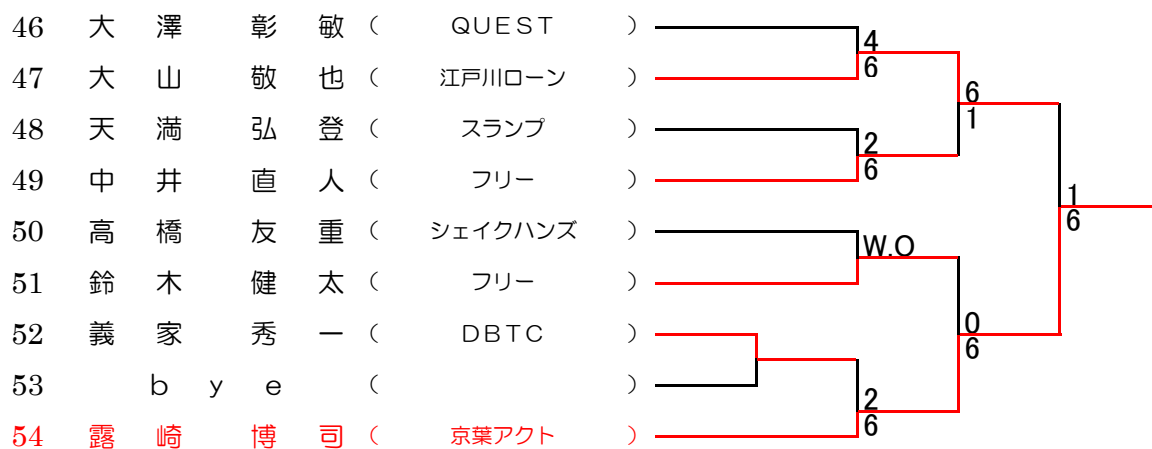 46 大澤 彰敏 ( QUEST )
4
47 大山 敬也 ( 江戸川ローン )
6
6
48 天満 弘登 ( スランプ )
1
2
49 中井 直人 ( フリー )
6
1
50 高橋 友重 ( シェイクハンズ )
6
W.O
51 鈴木 健太 ( フリー )
52 義家 秀一 ( DBTC )
0
6
53 bye ( )
2
54 露崎 博司 ( 京葉アクト )
6